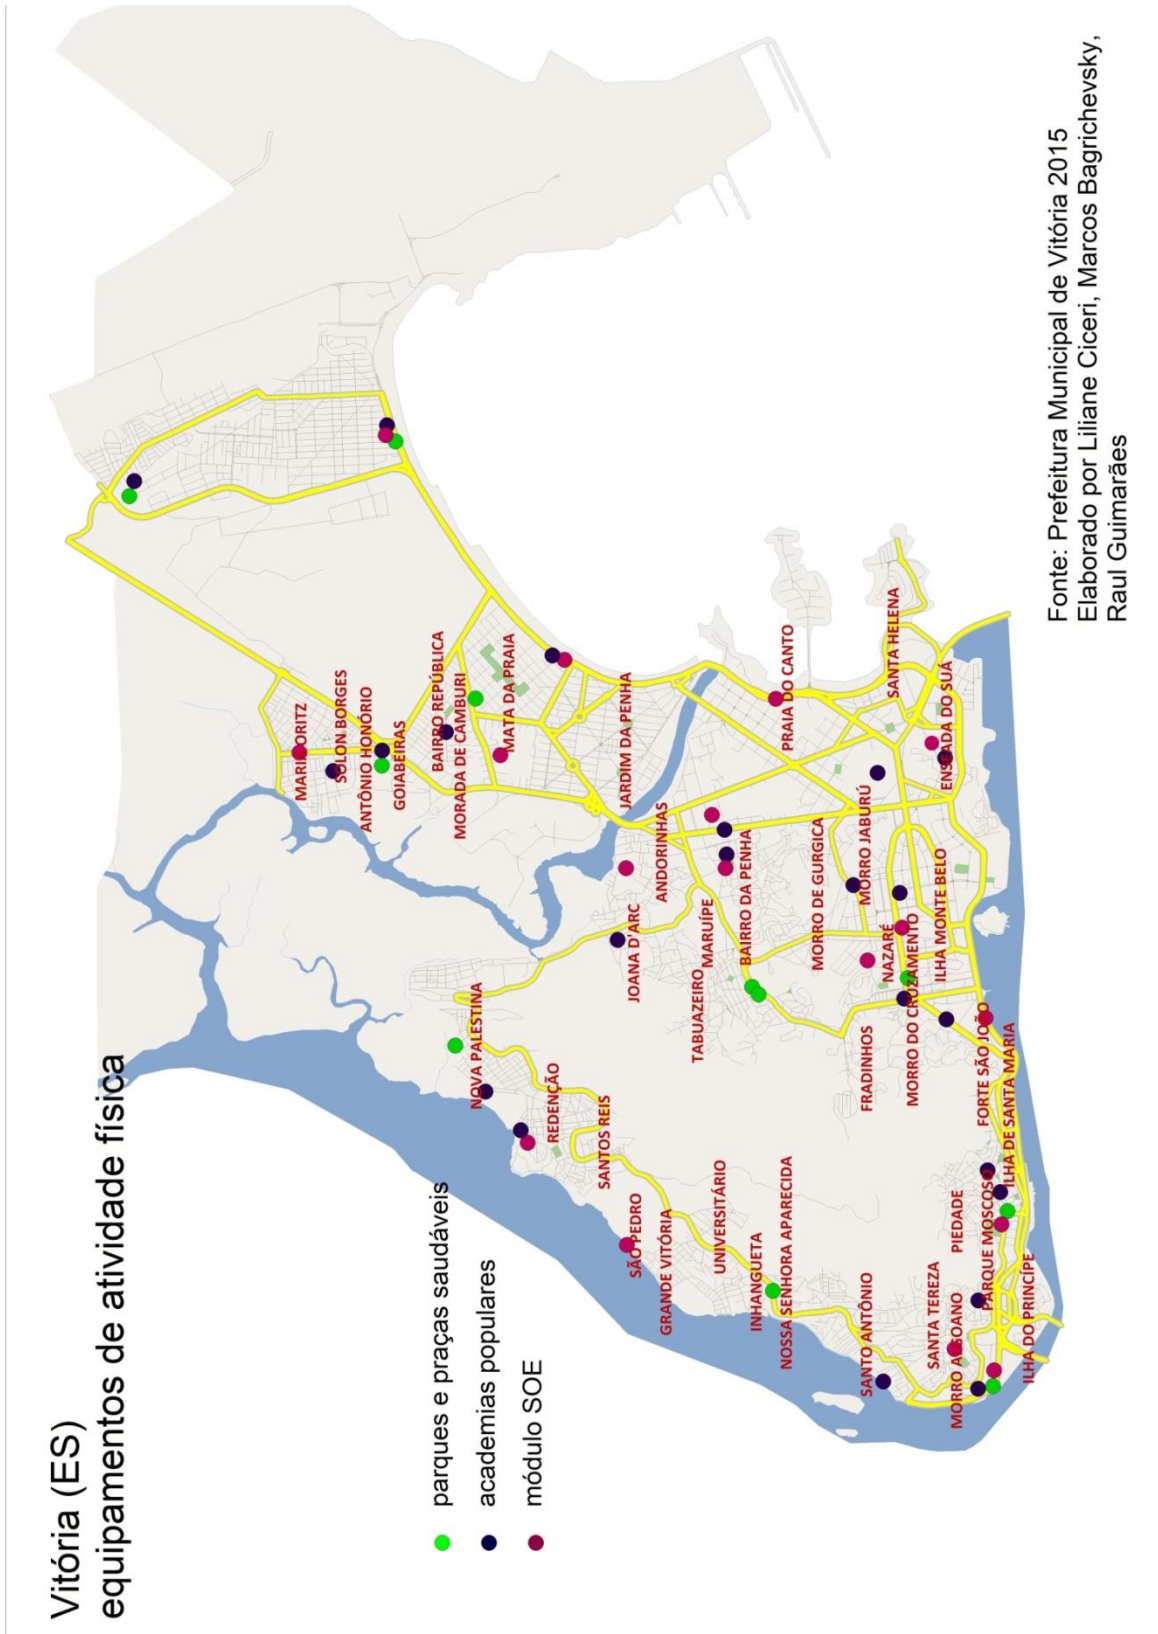 Vitória (ES)
equipamentos de atividade física
parques e praças saudáveis
academias populares
módulo SOE
MARIA ORTIZ
SOLON BORGES
ANTÔNIO HONÓRIO
GOIABEIRAS
BAIRRO REPÚBLICA
MORADA DE CAMBURI
MATA DA PRAIA
JARDIM DA PENHA
ANDORINHAS
JOANA D'ARC
MARUÍPE
TABUAZEIRO
BAIRRO DA PENHA
PRAIA DO CANTO
SANTA HELENA
ENSEADA DO SUÁ
MORRO DE GURGICA
MORRO JABURÚ
NAZARÉ
MORRO DO CRUZAMENTO
ILHA MONTE BELO
FRADINHOS
FORTE SÃO JOÃO
ILHA DE SANTA MARIA
NOVA PALESTINA
REDENÇÃO
SANTOS REIS
SÃO PEDRO
GRANDE VITÓRIA
UNIVERSITÁRIO
INHANGUETA
NOSSA SENHORA APARECIDA
SANTO ANTÔNIO
SANTA TEREZA
MORRO ALAGOANO
PIEDADE
PARQUE MOSCOSO
ILHA DO PRINCÍPE
Fonte: Prefeitura Municipal de Vitória 2015
Elaborado por Liliane Ciceri, Marcos Bagrichevsky,
Raul Guimarães